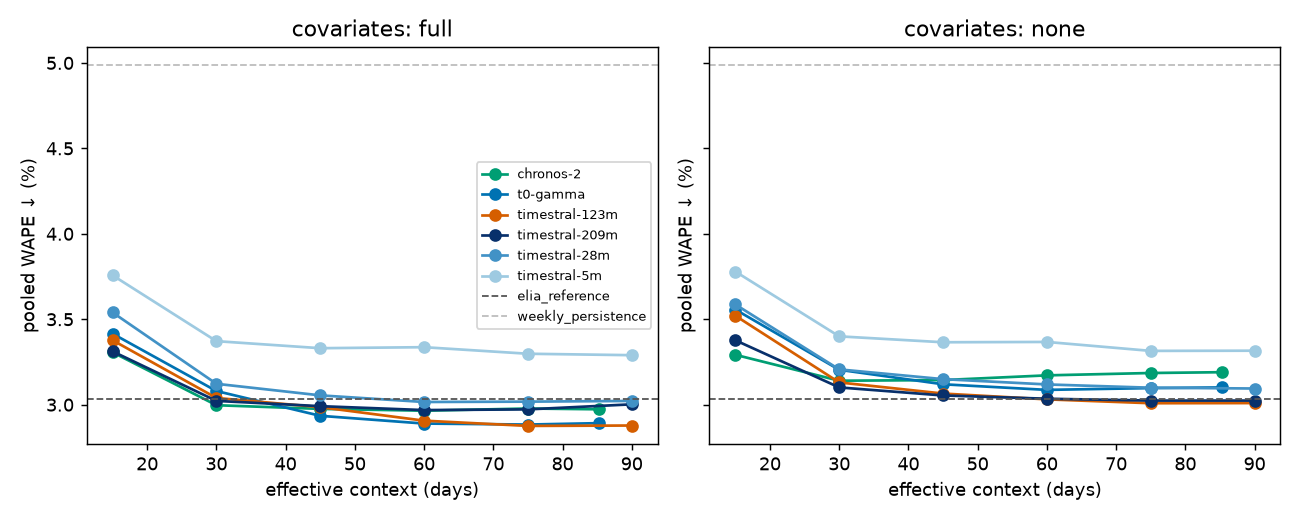 covariates: full
5.0
4.5
4.0
3.5
3.0
pooled WAPE ↓ (%)
chronos-2
t0-gamma
timestral-123m
timestral-209m
timestral-28m
timestral-5m
elia_reference
weekly_persistence
20 30 40 50 60 70 80 90
effective context (days)
covariates: none
pooled WAPE ↓ (%)
20 30 40 50 60 70 80 90
effective context (days)